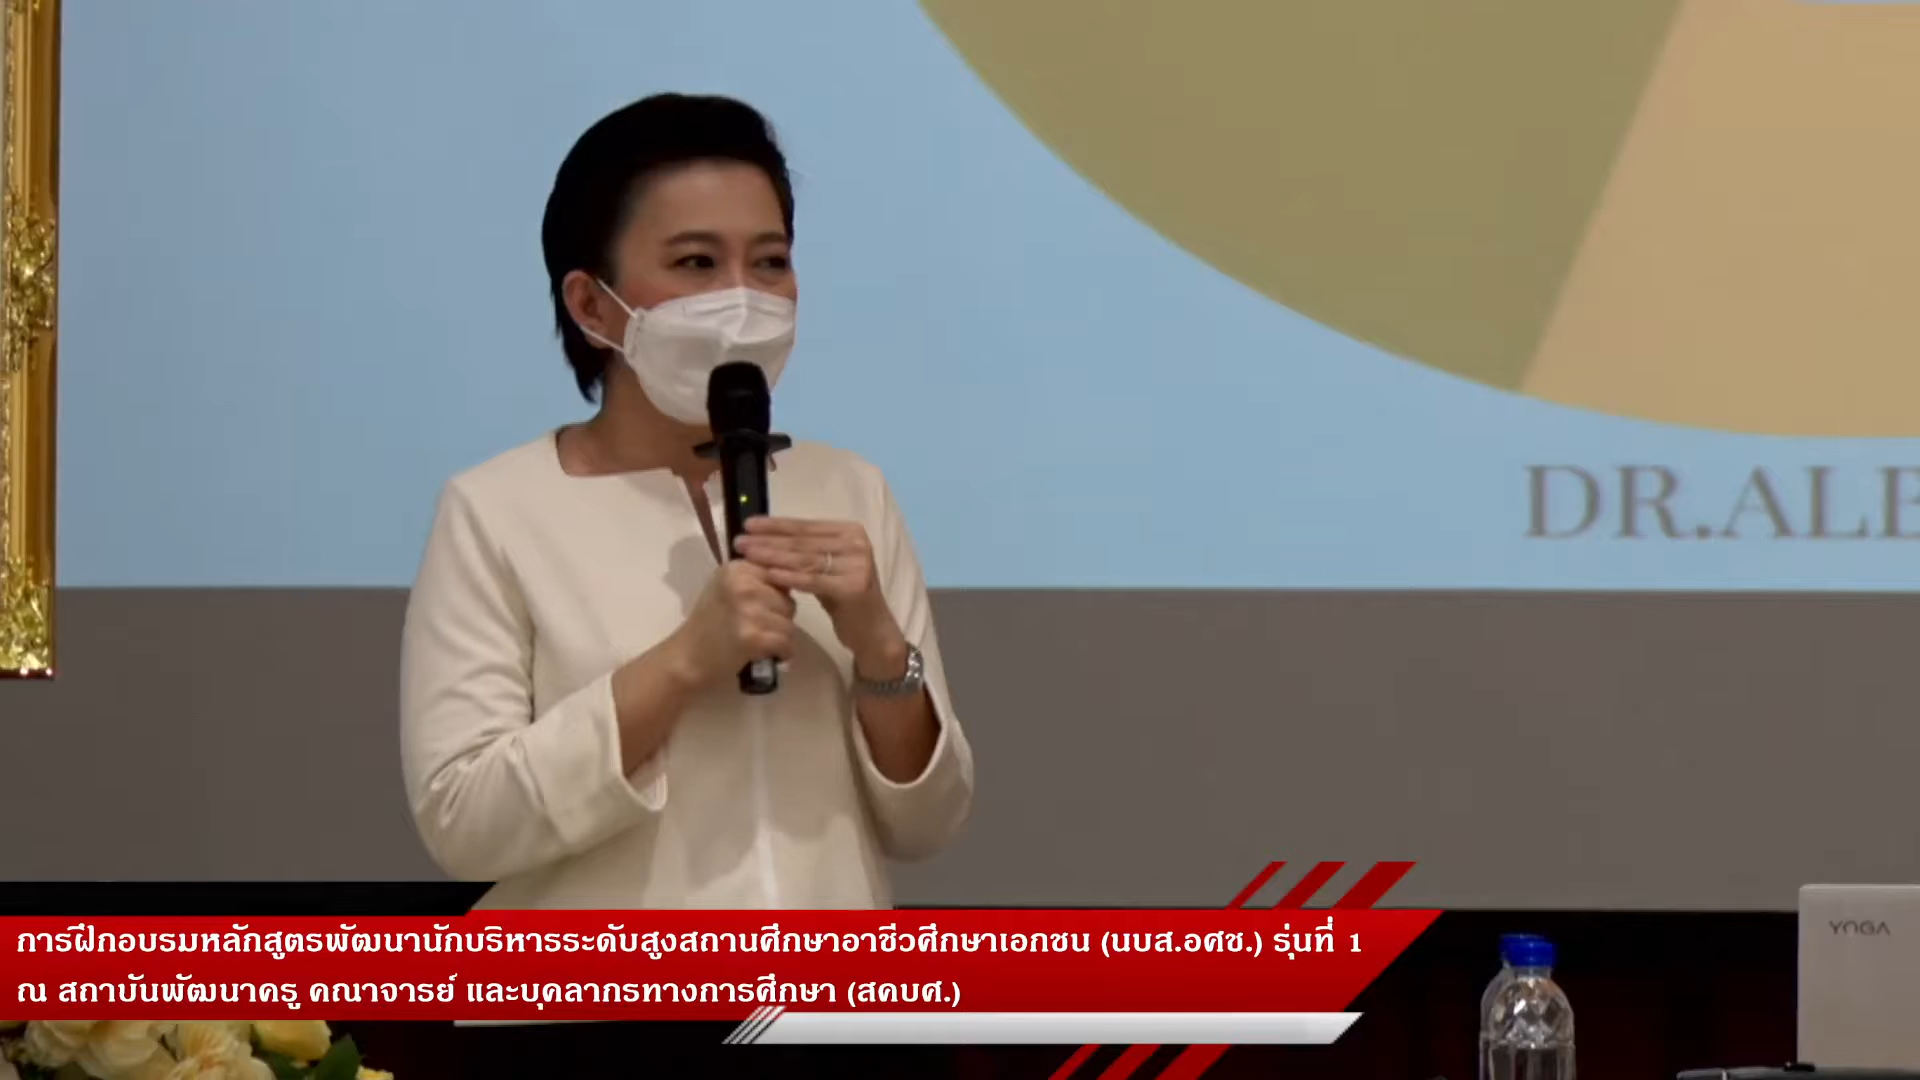 DR.ALB
YOGA
การฝึกอบรมหลักสูตรพัฒนานักบริหารระดับสูงสถานศึกษาอาชีวศึกษาเอกชน (นบส.อศช.) รุ่นที่ 1
ณ สถาบันพัฒนาครู คณาจารย์ และบุคลากรทางการศึกษา (สคบศ.)